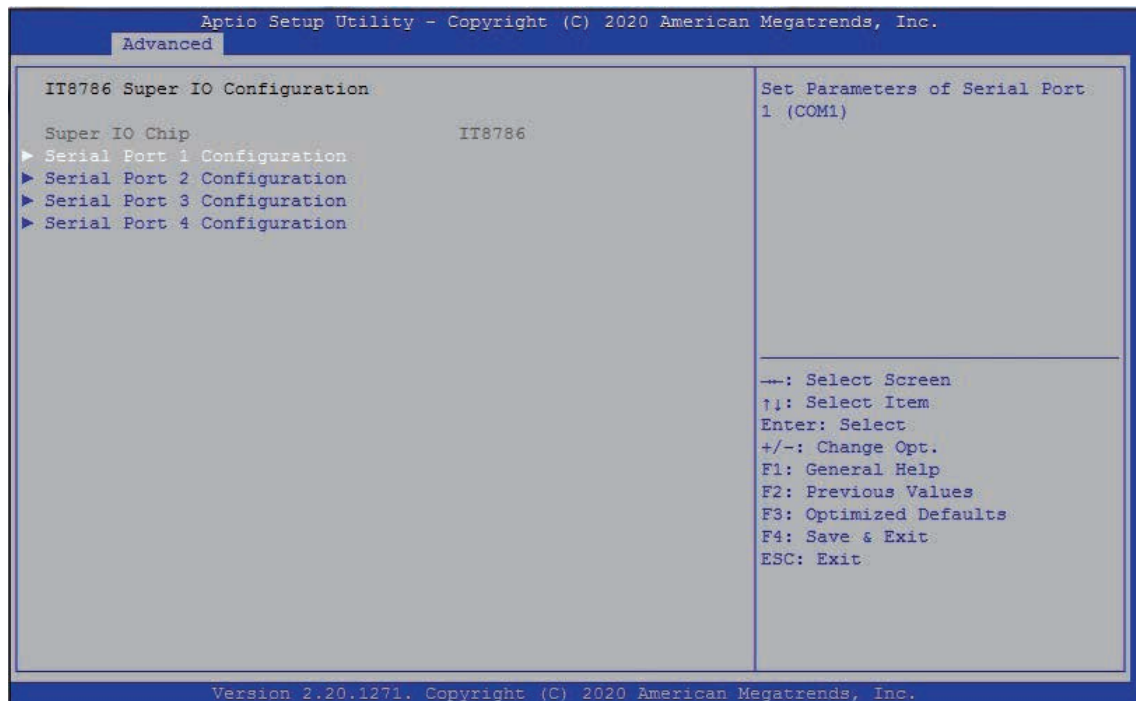 Aptio Setup Utility - Copyright (C) 2020 American Megatrends, Inc.
Advanced
IT8786 Super IO Configuration
Super IO Chip IT8786
▶ Serial Port 1 Configuration
▶ Serial Port 2 Configuration
▶ Serial Port 3 Configuration
▶ Serial Port 4 Configuration
Set Parameters of Serial Port
1 (COM1)
→←: Select Screen
↑↓: Select Item
Enter: Select
+/-: Change Opt.
F1: General Help
F2: Previous Values
F3: Optimized Defaults
F4: Save & Exit
ESC: Exit
Version 2.20.1271. Copyright (C) 2020 American Megatrends, Inc.